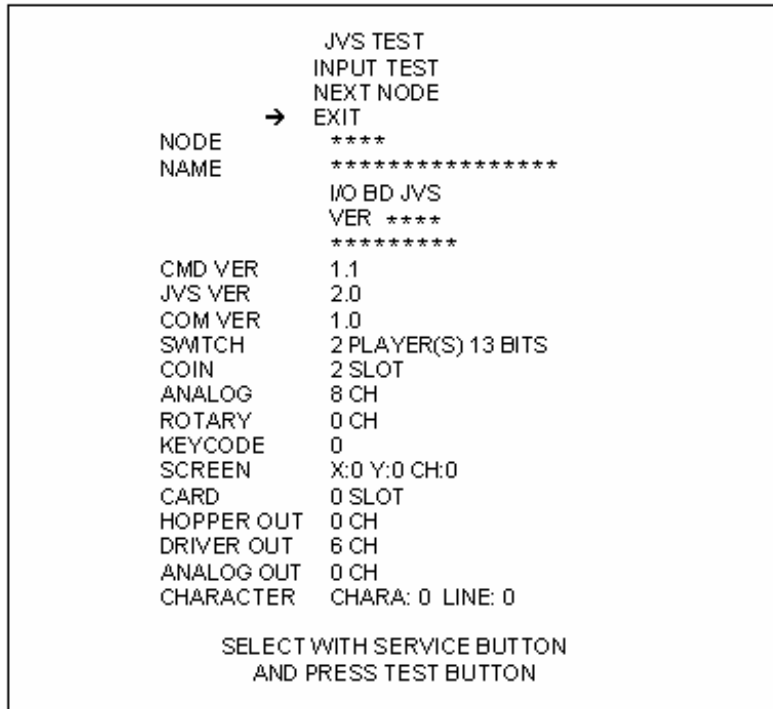 JVS TEST
INPUT TEST
NEXT NODE
→ EXIT
NODE ****
NAME ****************
I/O BD JVS
VER ****
*********
CMD VER 1.1
JVS VER 2.0
COM VER 1.0
SWITCH 2 PLAYER(S) 13 BITS
COIN 2 SLOT
ANALOG 8 CH
ROTARY 0 CH
KEYCODE 0
SCREEN X:0 Y:0 CH:0
CARD 0 SLOT
HOPPER OUT 0 CH
DRIVER OUT 6 CH
ANALOG OUT 0 CH
CHARACTER CHARA: 0 LINE: 0
SELECT WITH SERVICE BUTTON
AND PRESS TEST BUTTON